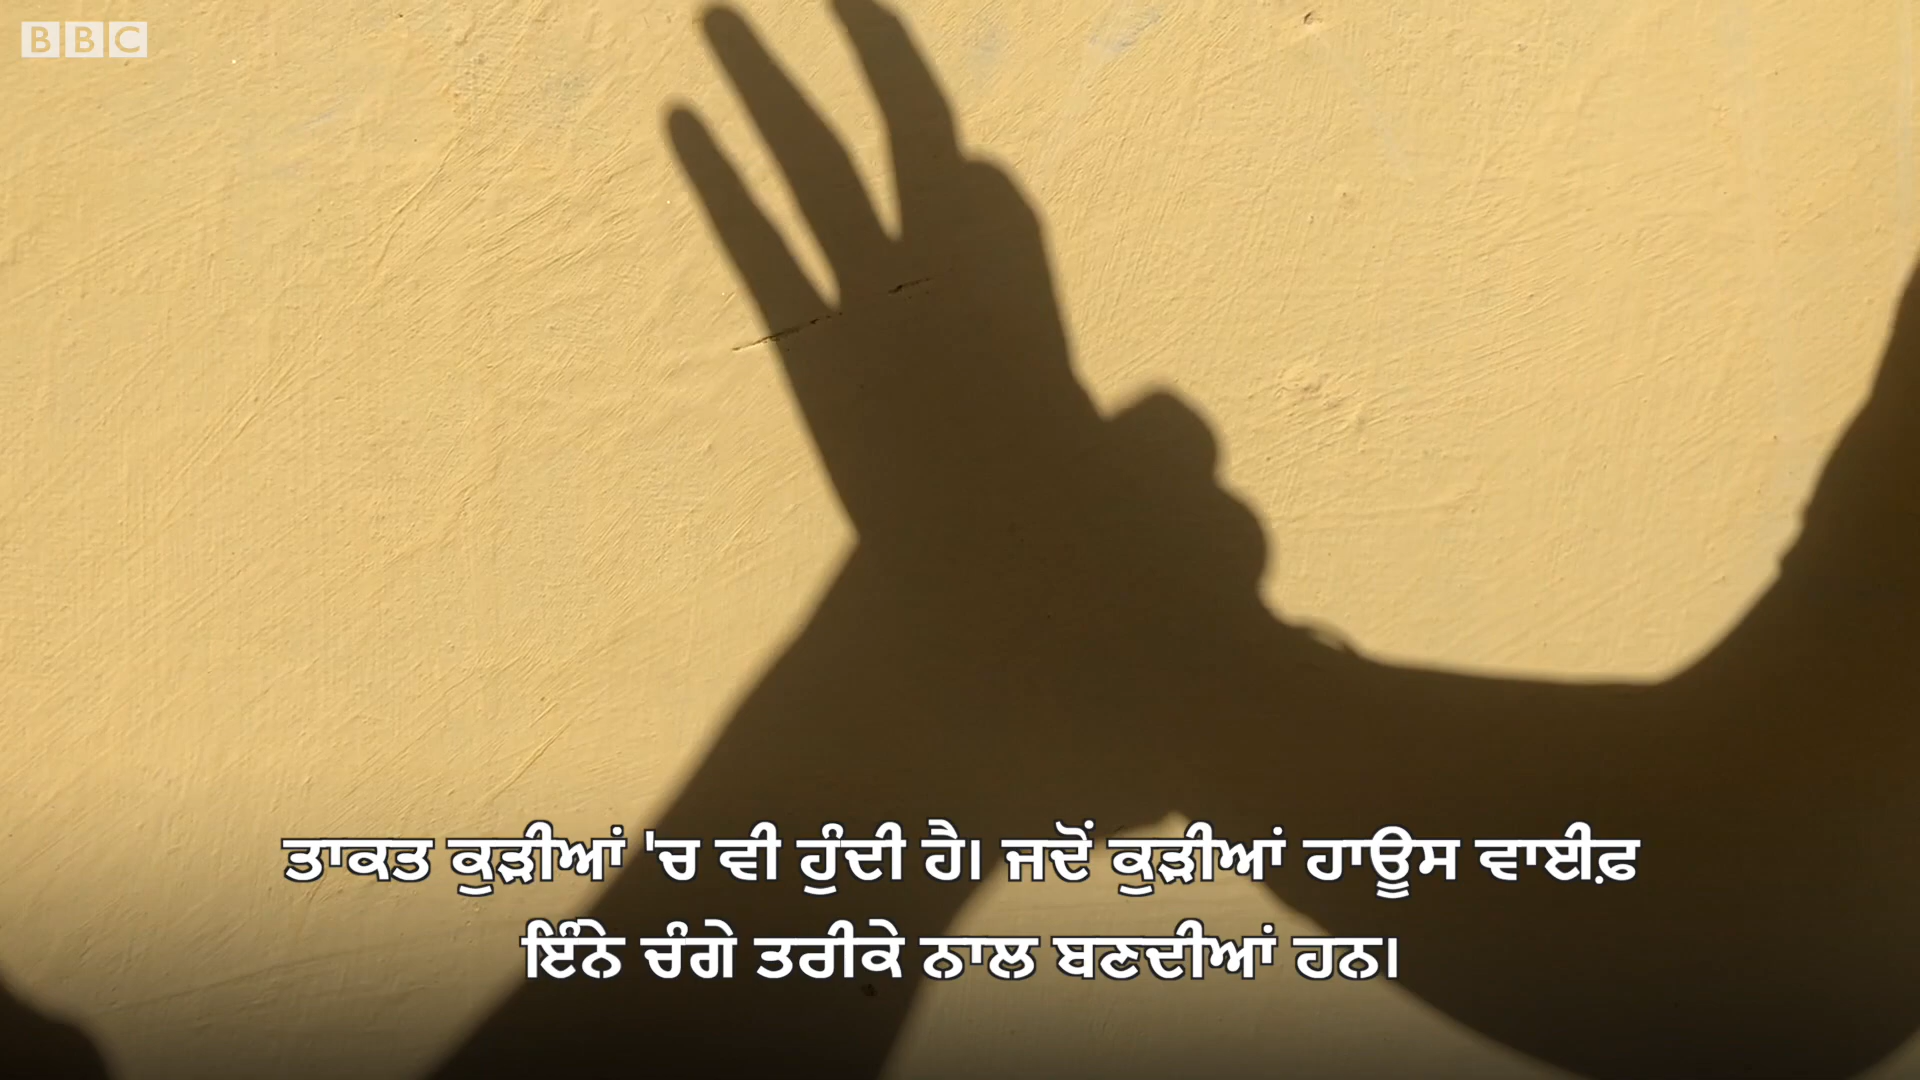 BBC
ਤਾਕਤ ਕੁੜੀਆਂ 'ਚ ਵੀ ਹੁੰਦੀ ਹੈ। ਜਦੋਂ ਕੁੜੀਆਂ ਹਾਊਸ ਵਾਈਫ਼
ਇੰਨੇ ਚੰਗੇ ਤਰੀਕੇ ਨਾਲ ਬਣਦੀਆਂ ਹਨ।